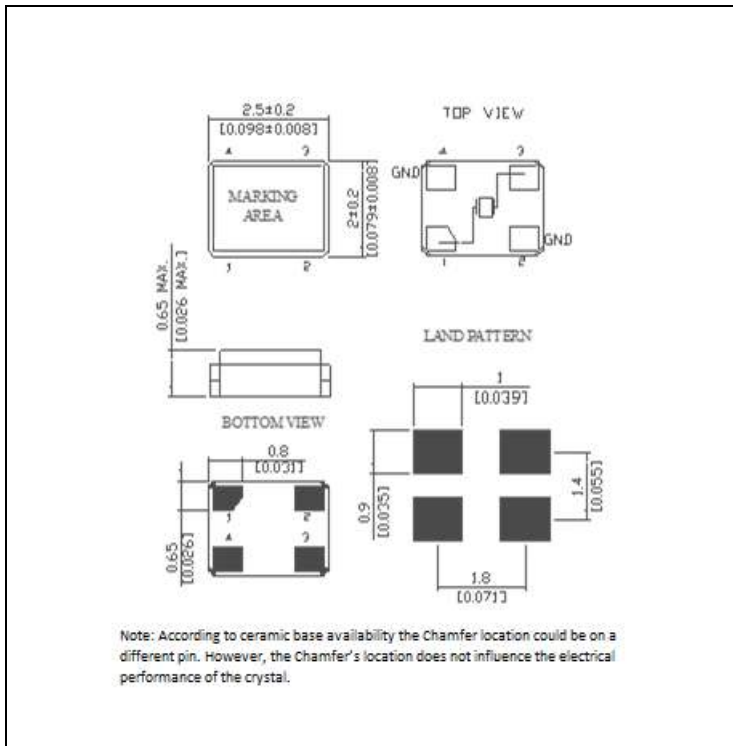 2.5±0.2
[0.098±0.008]
4 3
MARKING
AREA
1 2
2±0.2
[0.079±0.008]
TOP VIEW
4 3
GND
GND
1 2
0.65 MAX.
[0.026 MAX.]
LAND PATTERN
1
[0.039]
BOTTOM VIEW
0.8
[0.031]
1 2
4 3
0.65
[0.026]
0.9
[0.035]
1.4
[0.055]
1.8
[0.071]
Note: According to ceramic base availability the Chamfer location could be on a
different pin. However, the Chamfer's location does not influence the electrical
performance of the crystal.